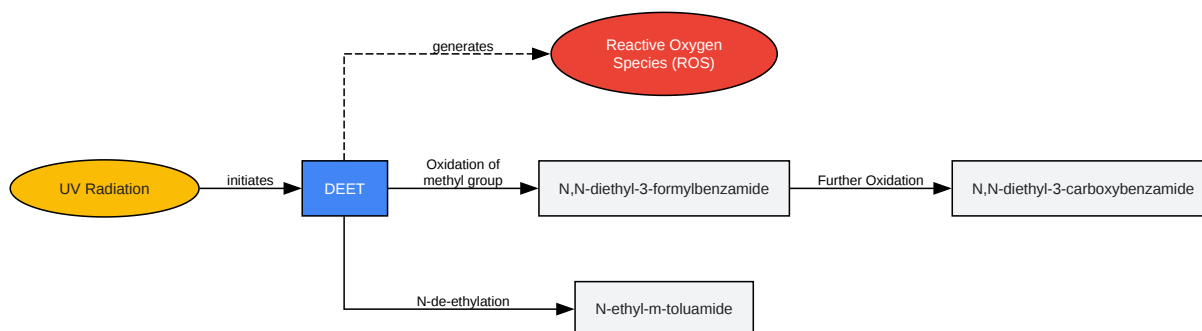 generates
Reactive Oxygen
Species (ROS)
UV Radiation
initiates
DEET
Oxidation of
methyl group
N,N-diethyl-3-formylbenzamide
Further Oxidation
N,N-diethyl-3-carboxybenzamide
N-de-ethylation
N-ethyl-m-toluamide